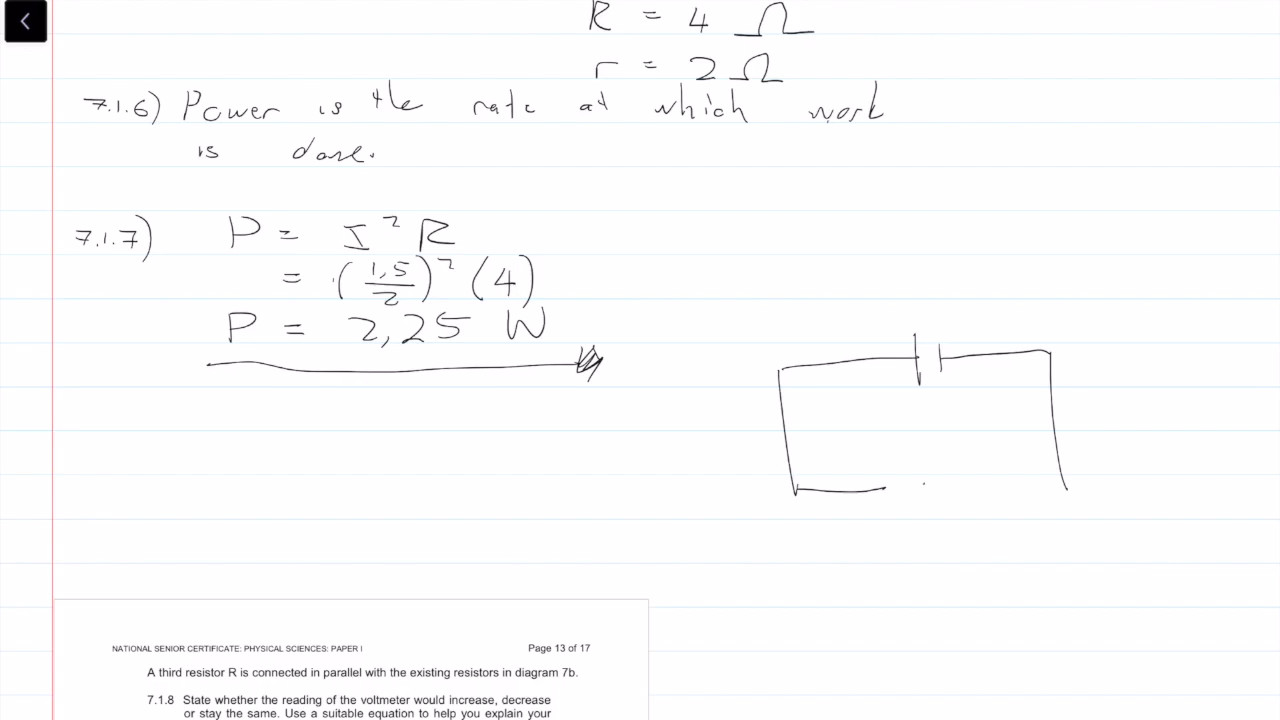 R = 4 Ω
r = 2 Ω
7.1.6) Power is the rate at which work
is done.
7.1.7) P = I² R
= (1,5/2)² (4)
P = 2,25 W
NATIONAL SENIOR CERTIFICATE: PHYSICAL SCIENCES: PAPER I Page 13 of 17
A third resistor R is connected in parallel with the existing resistors in diagram 7b.
7.1.8 State whether the reading of the voltmeter would increase, decrease
or stay the same. Use a suitable equation to help you explain your